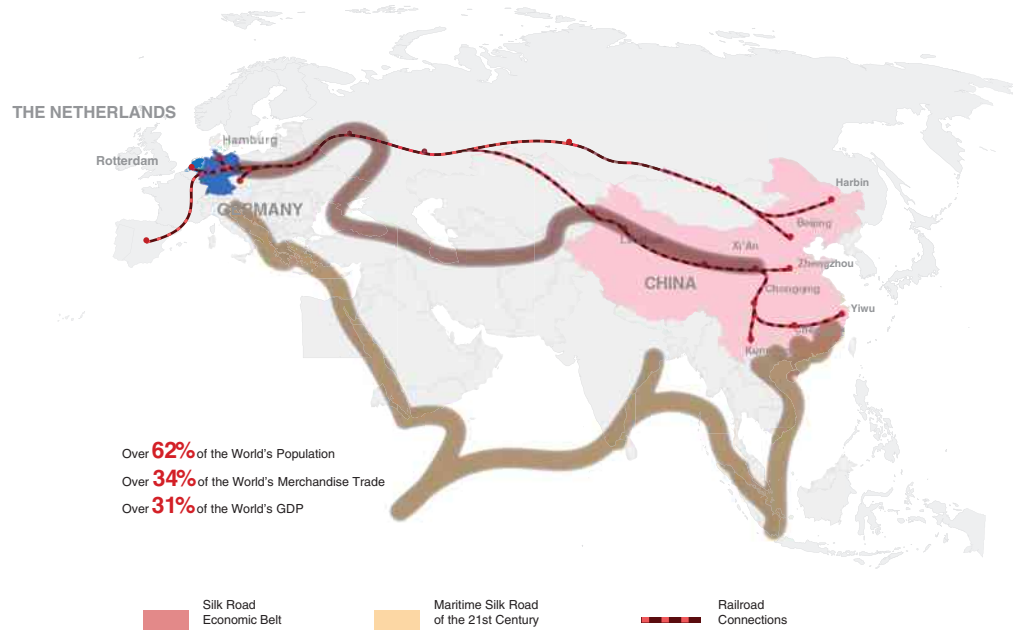 THE NETHERLANDS
Hamburg
Rotterdam
GERMANY
Harbin
Beijing
Xi'An
Zhengzhou
CHINA
Chongqing
Yiwu
Over 62% of the World's Population
Over 34% of the World's Merchandise Trade
Over 31% of the World's GDP
Silk Road
Economic Belt
Maritime Silk Road
of the 21st Century
Railroad
Connections